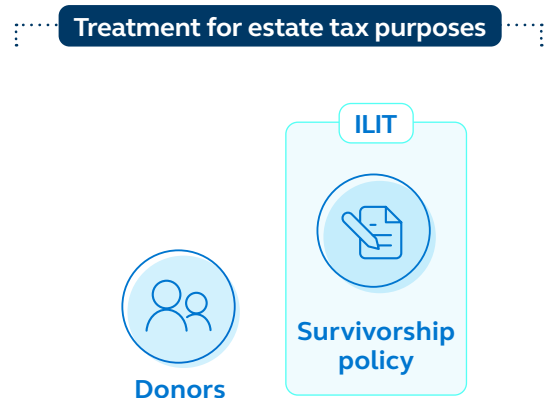 Treatment for estate tax purposes
ILIT
Survivorship
policy
Donors